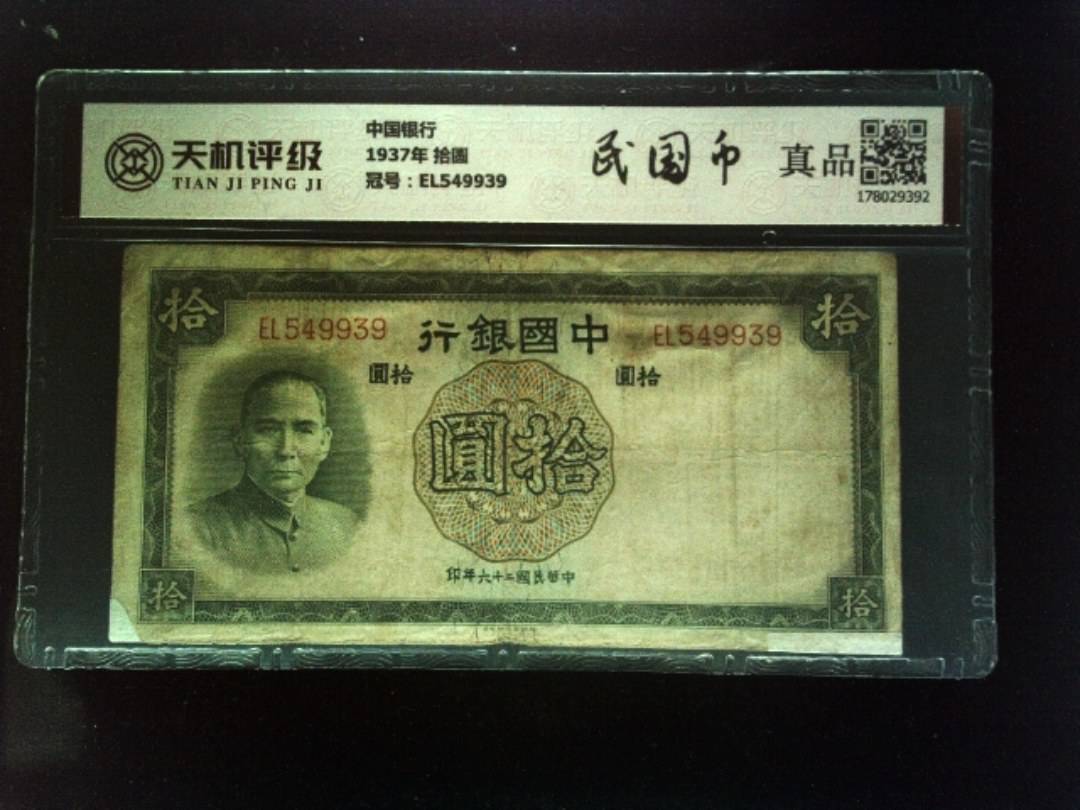 天机评级
TIAN JI PING JI
中国银行
1937年 拾圆
冠号：EL549939
民国币
真品
178029392
拾
拾
EL549939
行銀國中
EL549939
圓拾
圓拾
圓拾
印年六十二國民華中
拾
拾